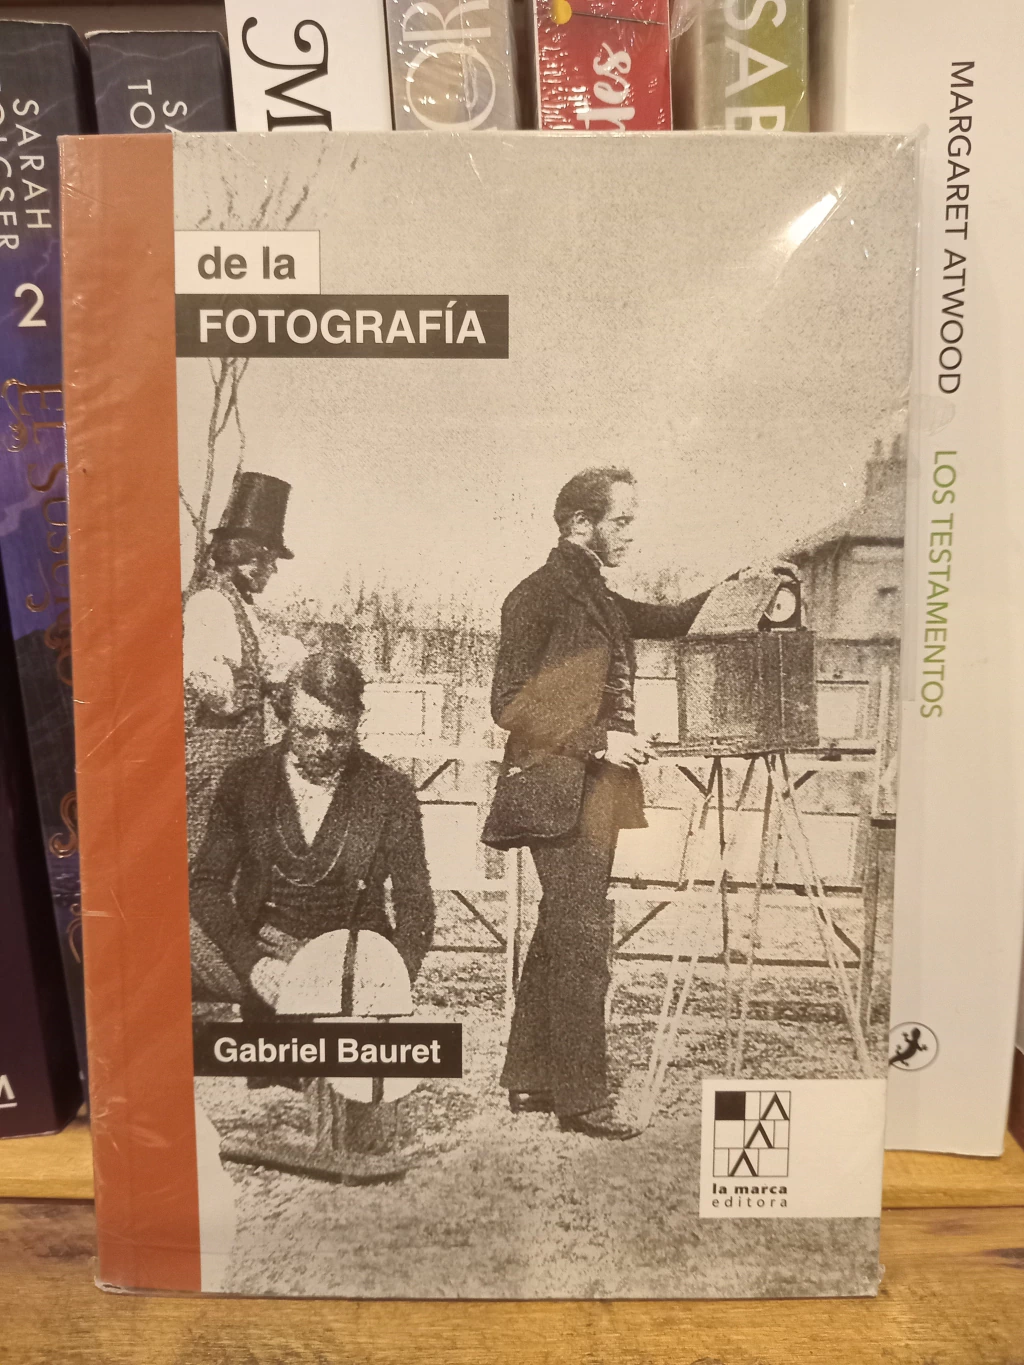 de la
FOTOGRAFÍA
Gabriel Bauret
la marca
editora
SARAH
2
MARGARET ATWOOD LOS TESTAMENTOS